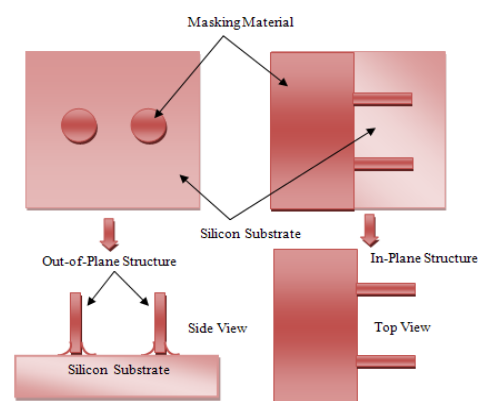 Masking Material
Silicon Substrate
Out-of-Plane Structure
In-Plane Structure
Side View
Top View
Silicon Substrate